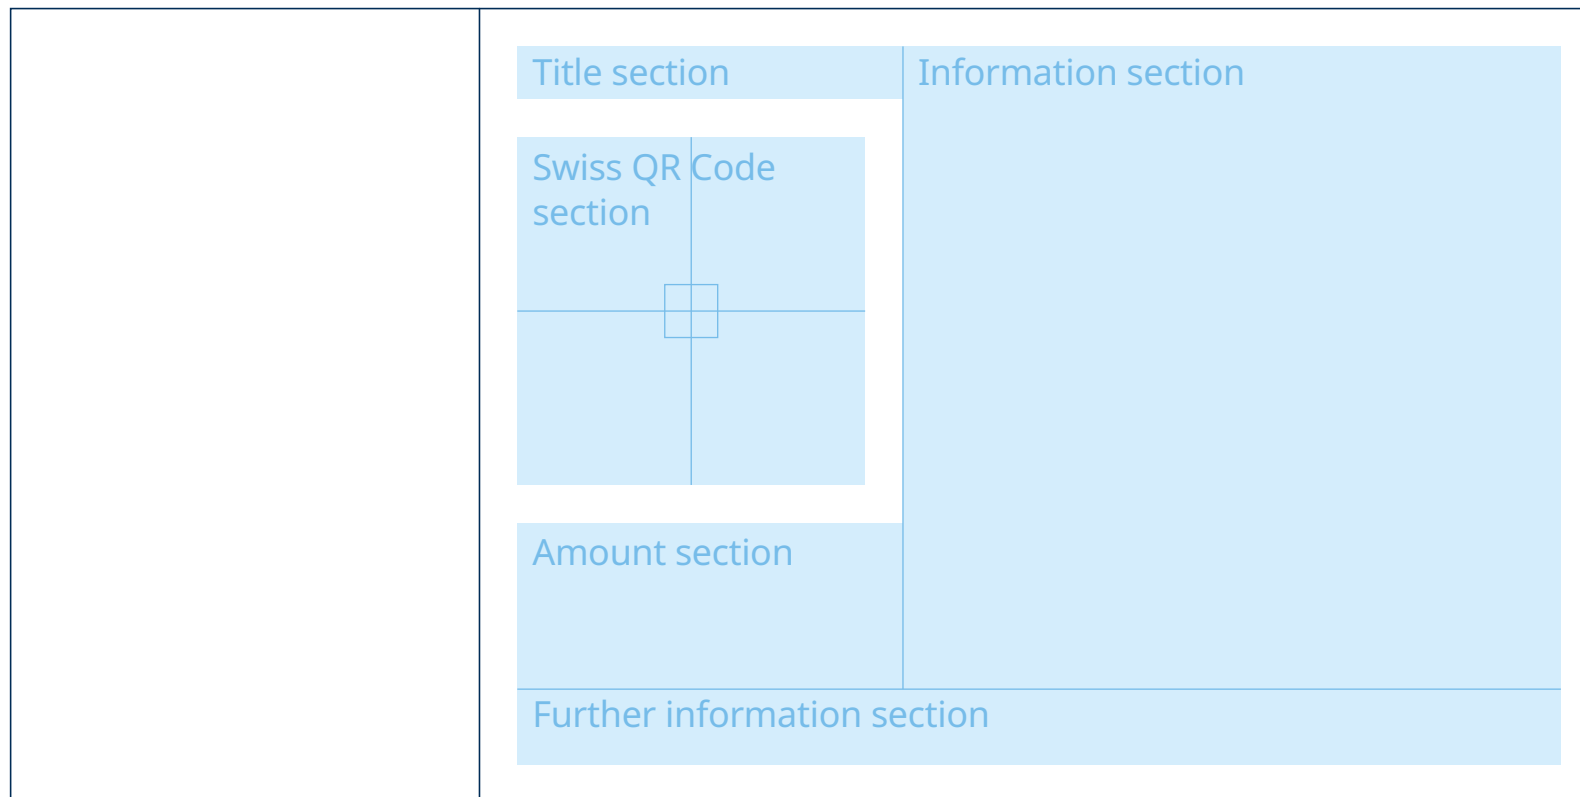 Title section
Information section
Swiss QR Code
section
Amount section
Further information section